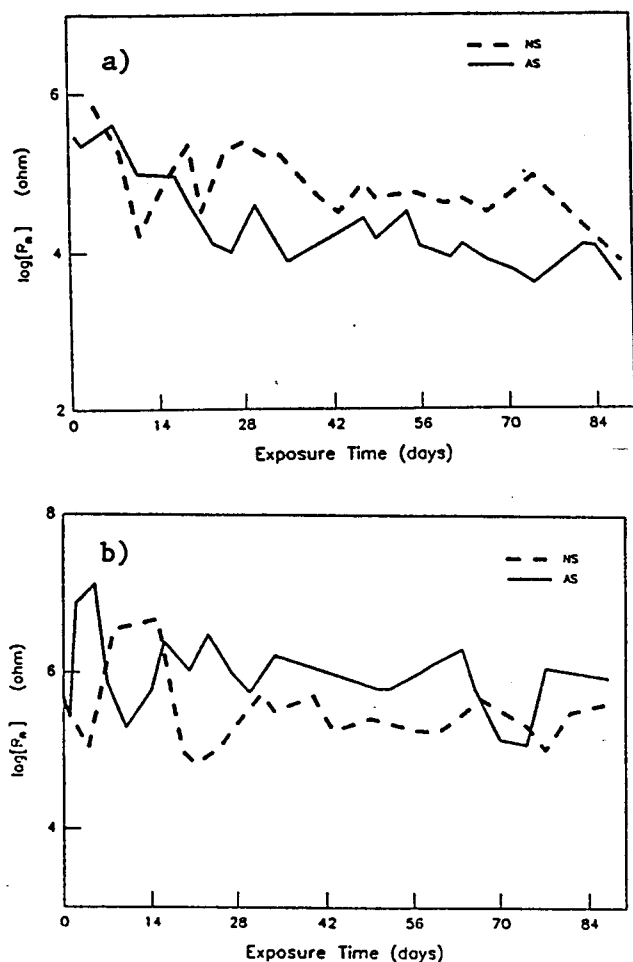 a)
NS
AS
6
4
2
log[Rn] (ohm)
0 14 28 42 56 70 84
Exposure Time (days)
b)
NS
AS
8
6
4
log[Rn] (ohm)
0 14 28 42 56 70 84
Exposure Time (days)